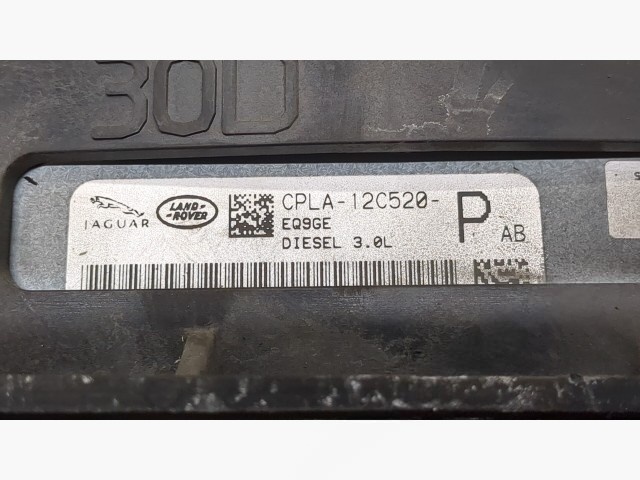 30D
JAGUAR
LAND-
-ROVER
CPLA-12C520-
EQ9GE
DIESEL 3.0L
P
AB
S